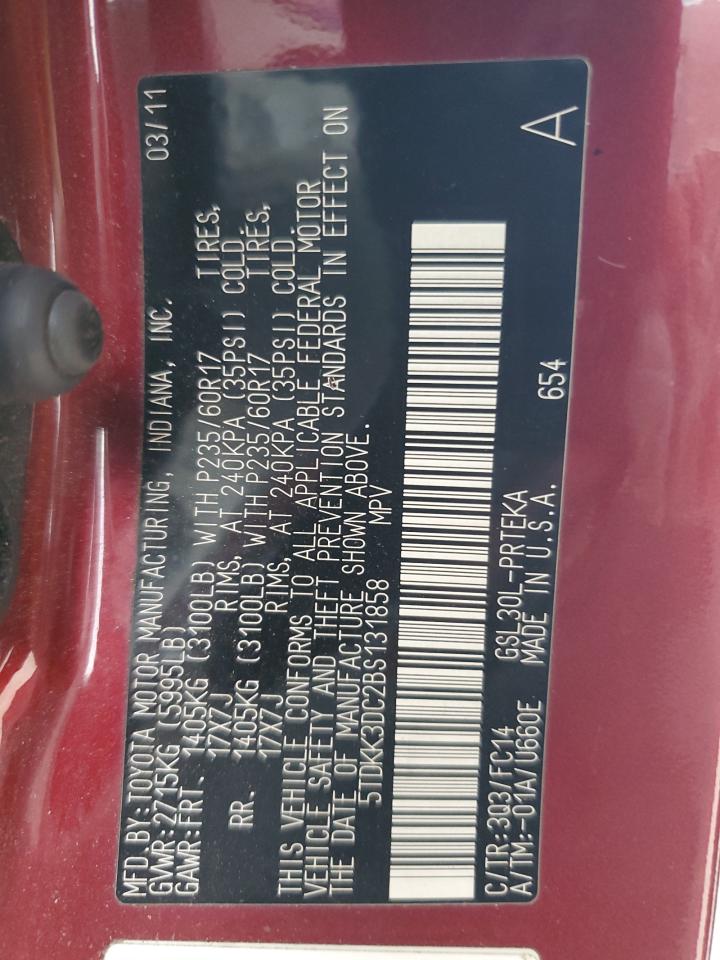 MFD. BY: TOYOTA MOTOR MANUFACTURING, INDIANA, INC. 03/11
GVWR: 2715KG (5995LB)
GAWR: FRT. 1405KG (3100LB) WITH P235/60R17 TIRES,
17X7J RIMS, AT 240KPA (35PSI) COLD.
RR. 1405KG (3100LB) WITH P235/60R17 TIRES,
17X7J RIMS, AT 240KPA (35PSI) COLD.
THIS VEHICLE CONFORMS TO ALL APPLICABLE FEDERAL MOTOR
VEHICLE SAFETY AND THEFT PREVENTION STANDARDS IN EFFECT ON
THE DATE OF MANUFACTURE SHOWN ABOVE.
5TDKK3DC2BS131858 MPV
C/TR: 3Q3/FC14 GSL30L-PRTEKA 654
A/TM: -01A/U660E MADE IN U.S.A.
A